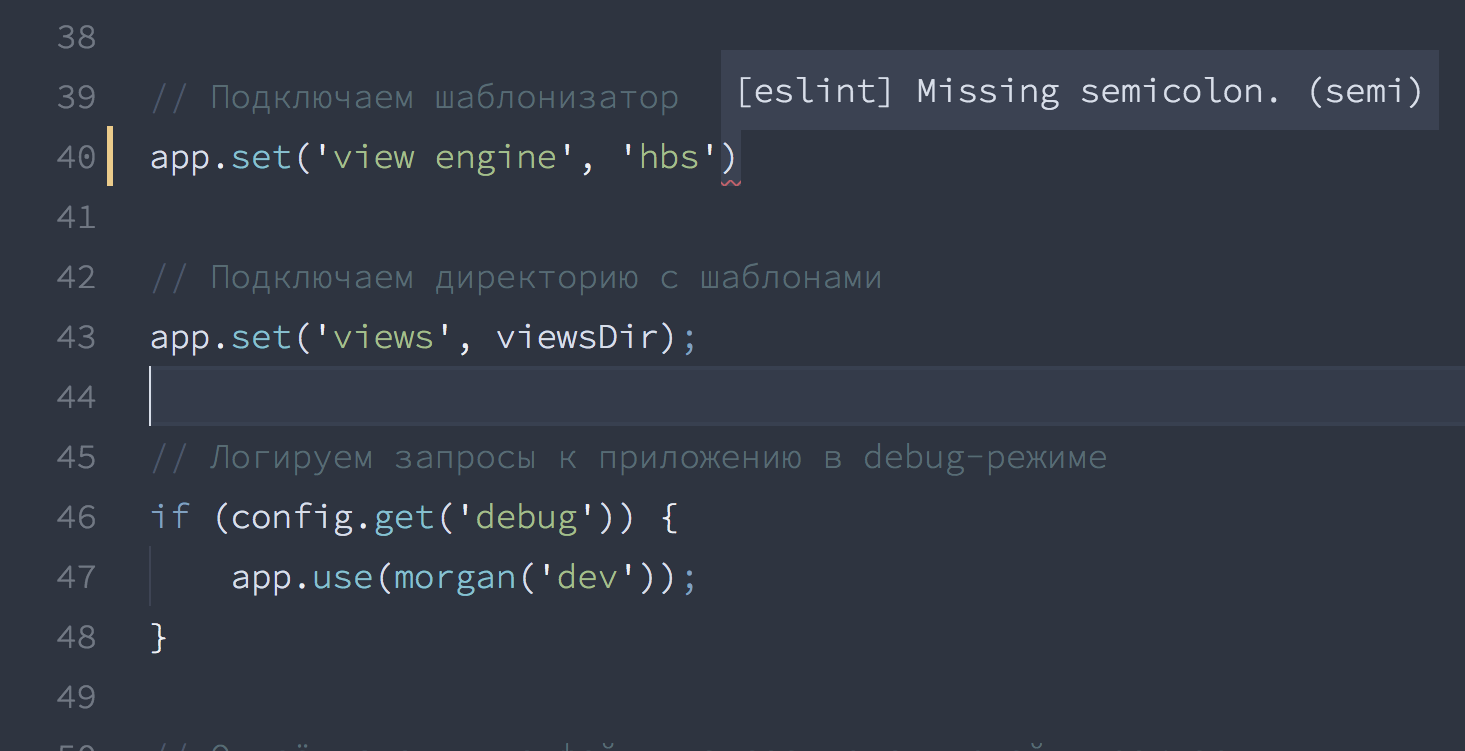 38
39 // Подключаем шаблонизатор
[eslint] Missing semicolon. (semi)
40 app.set('view engine', 'hbs')
41
42 // Подключаем директорию с шаблонами
43 app.set('views', viewsDir);
44
45 // Логируем запросы к приложению в debug-режиме
46 if (config.get('debug')) {
47     app.use(morgan('dev'));
48 }
49